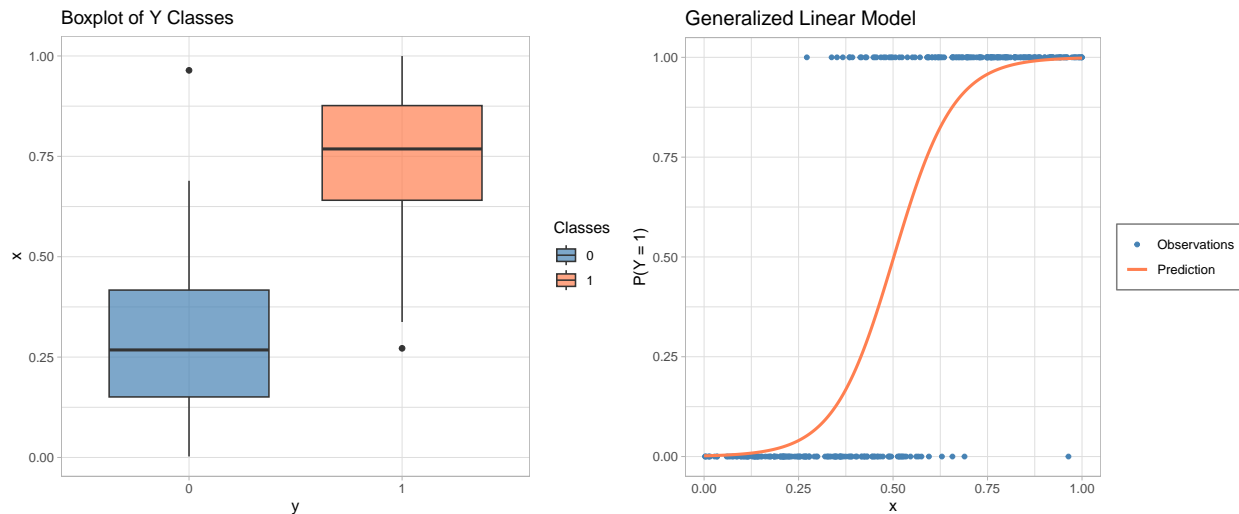 Boxplot of Y Classes
1.00
0.75
0.50
0.25
0.00
x
0
1
y
Classes
0
1
Generalized Linear Model
1.00
0.75
0.50
0.25
0.00
P(Y = 1)
0.00 0.25 0.50 0.75 1.00
x
Observations
Prediction